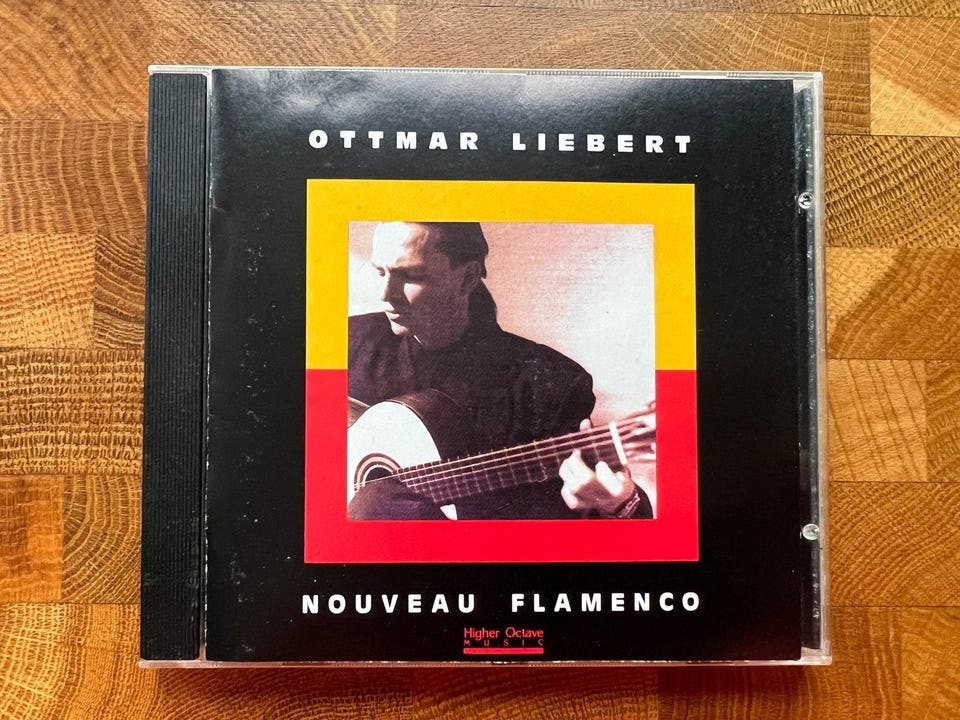 OTTMAR LIEBERT
NOUVEAU FLAMENCO
Higher Octave
MUSIC